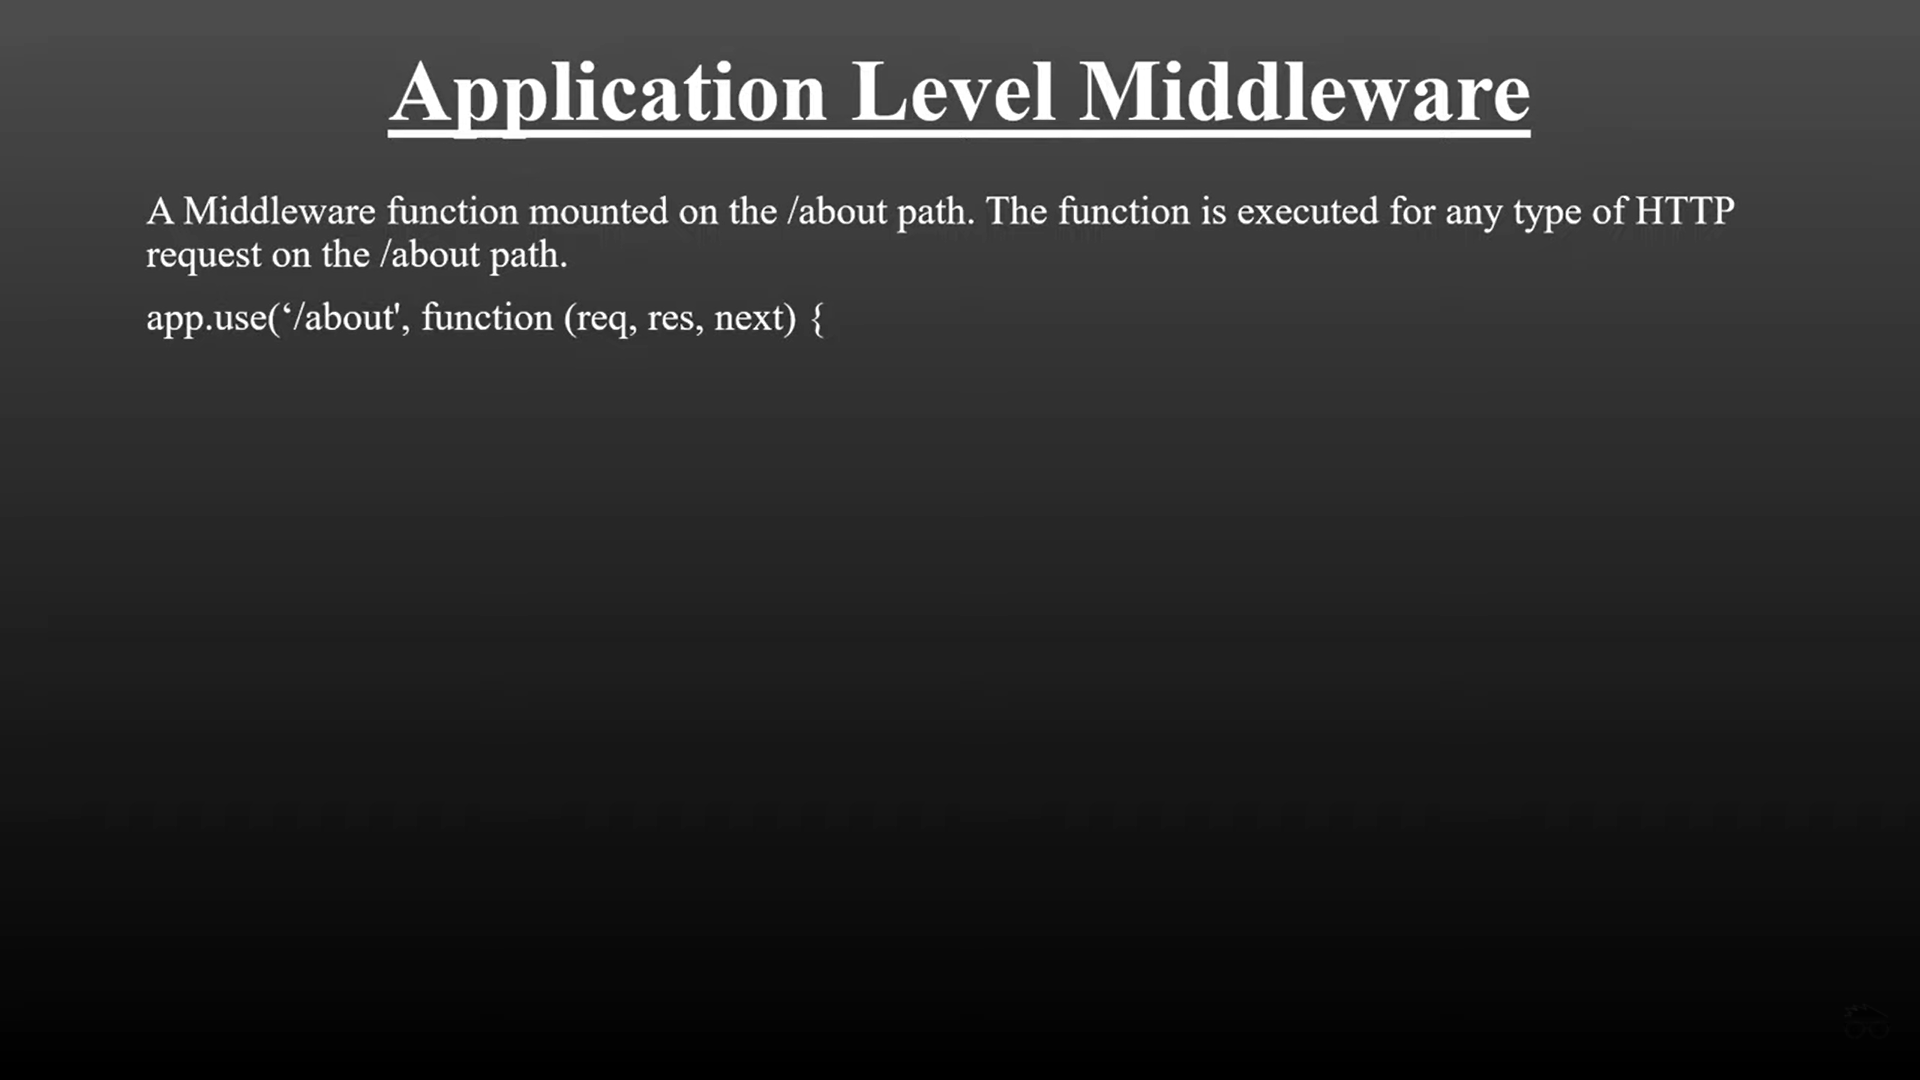 Application Level Middleware
A Middleware function mounted on the /about path. The function is executed for any type of HTTP
request on the /about path.
app.use(‘/about', function (req, res, next) {